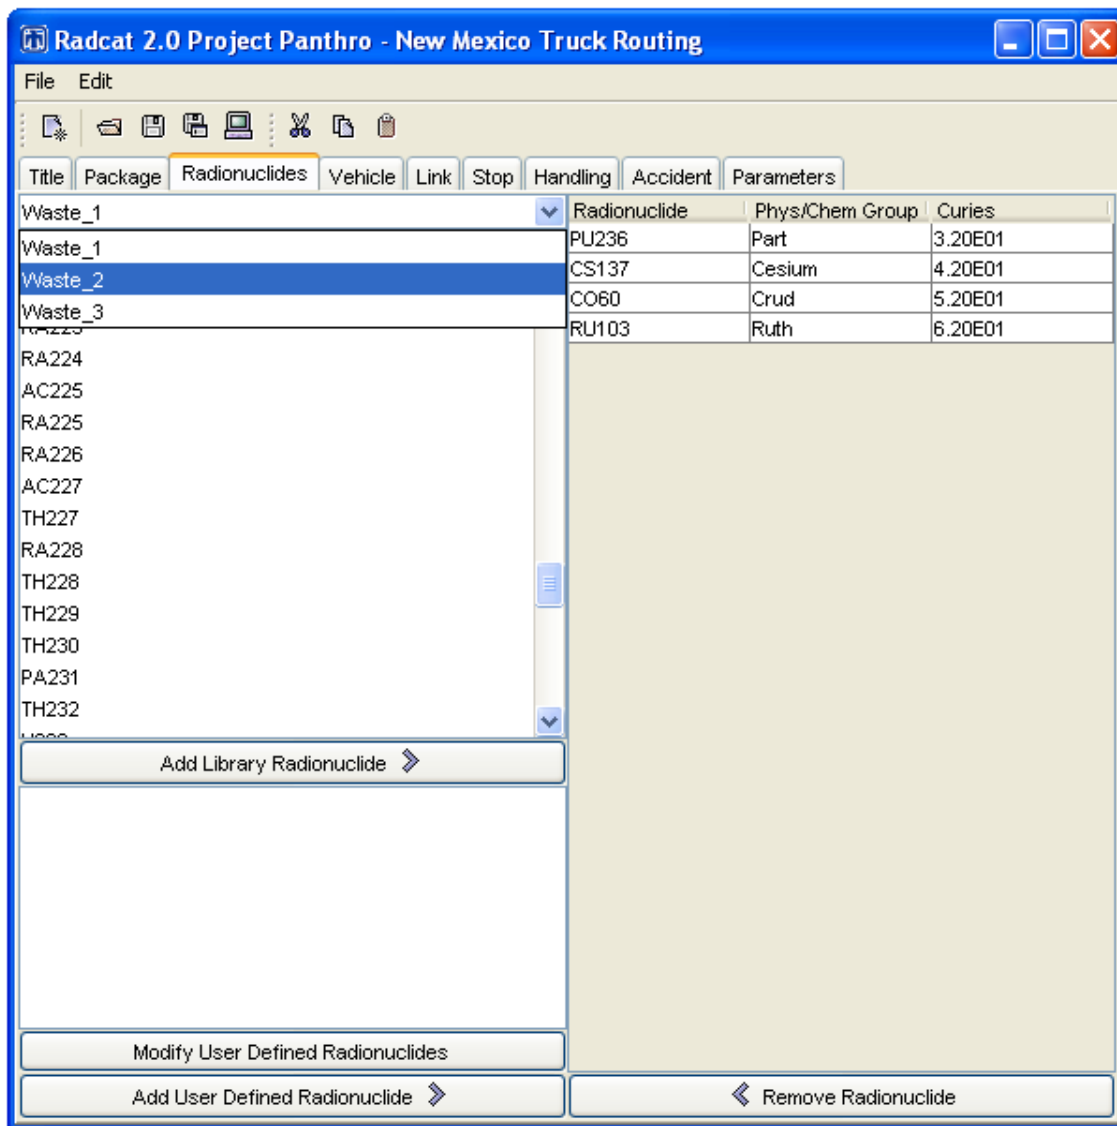 Radcat 2.0 Project Panthro - New Mexico Truck Routing
File Edit
Title Package Radionuclides Vehicle Link Stop Handling Accident Parameters
Waste_1
Waste_1
Waste_2
Waste_3
RA224
AC225
RA225
RA226
AC227
TH227
RA228
TH228
TH229
TH230
PA231
TH232
Add Library Radionuclide
Modify User Defined Radionuclides
Add User Defined Radionuclide
Radionuclide Phys/Chem Group Curies
PU236 Part 3.20E01
CS137 Cesium 4.20E01
CO60 Crud 5.20E01
RU103 Ruth 6.20E01
Remove Radionuclide